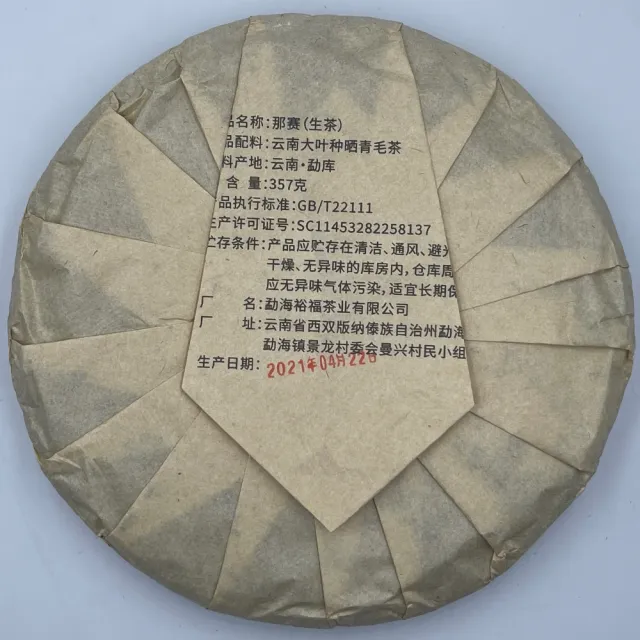 品名称:那赛(生茶)
品配料:云南大叶种晒青毛茶
料产地:云南·勐库
含 量:357克
品执行标准:GB/T22111
生产许可证号:SC11453282258137
贮存条件:产品应贮存在清洁、通风、避光
干燥、无异味的库房内,仓库周
应无异味气体污染,适宜长期保
厂 名:勐海裕福茶业有限公司
厂 址:云南省西双版纳傣族自治州勐海
勐海镇景龙村委会曼兴村民小组
生产日期:2021年04月22日